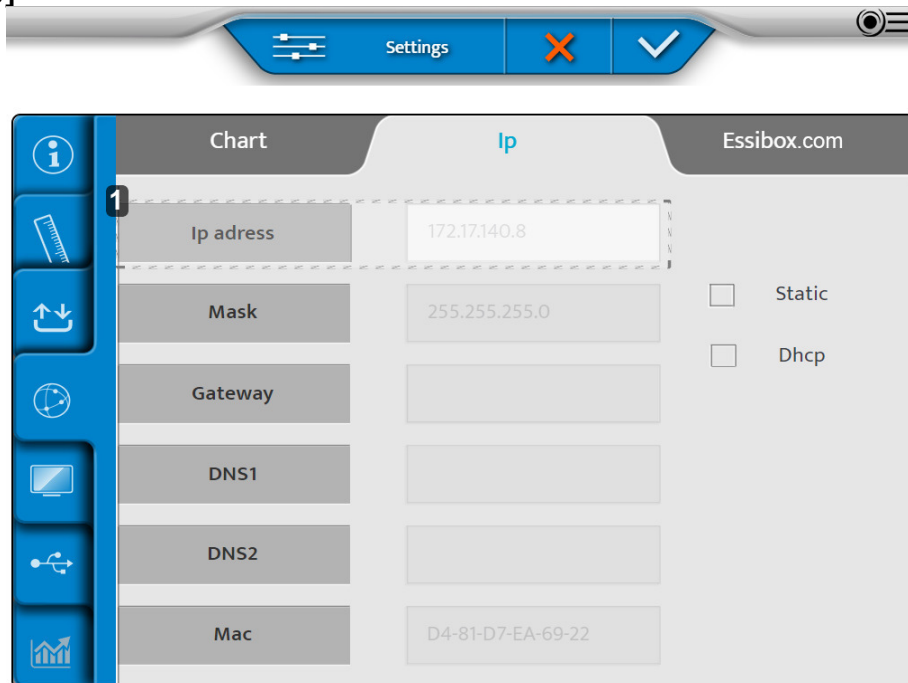 ]
Settings
Chart
Ip
Essibox.com
1
Ip adress
172.17.140.8
Mask
255.255.255.0
Static
Dhcp
Gateway
DNS1
DNS2
Mac
D4-81-D7-EA-69-22